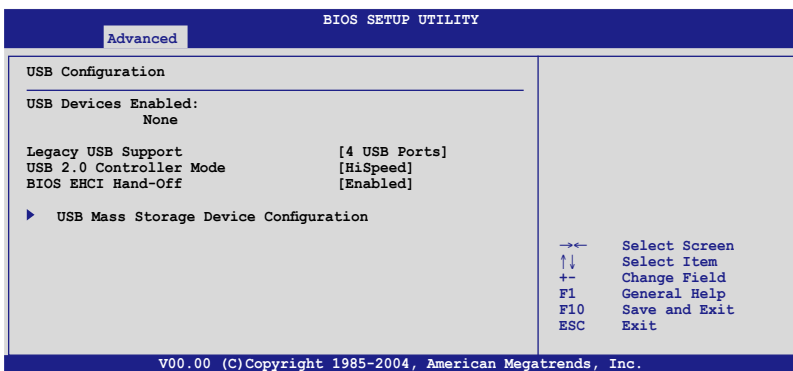 BIOS SETUP UTILITY
Advanced
USB Configuration
USB Devices Enabled:
None
Legacy USB Support [4 USB Ports]
USB 2.0 Controller Mode [HiSpeed]
BIOS EHCI Hand-Off [Enabled]
USB Mass Storage Device Configuration
→← Select Screen
↑↓ Select Item
+- Change Field
F1 General Help
F10 Save and Exit
ESC Exit
V00.00 (C)Copyright 1985-2004, American Megatrends, Inc.